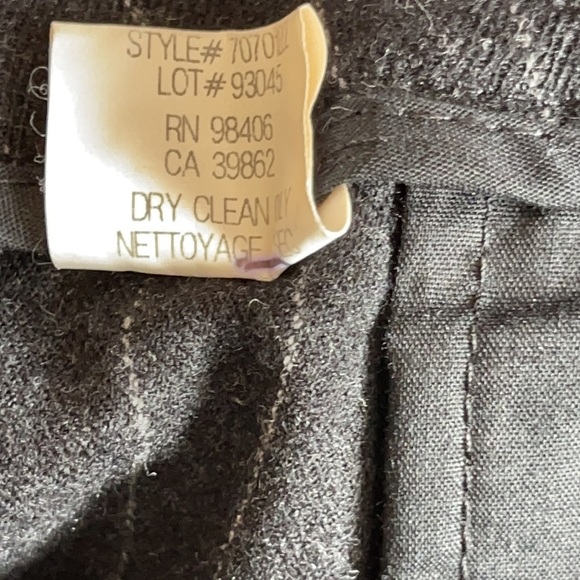 STYLE#
LOT# 93045
RN 98406
CA 39862
DRY CLEAN
NETTOYAGE